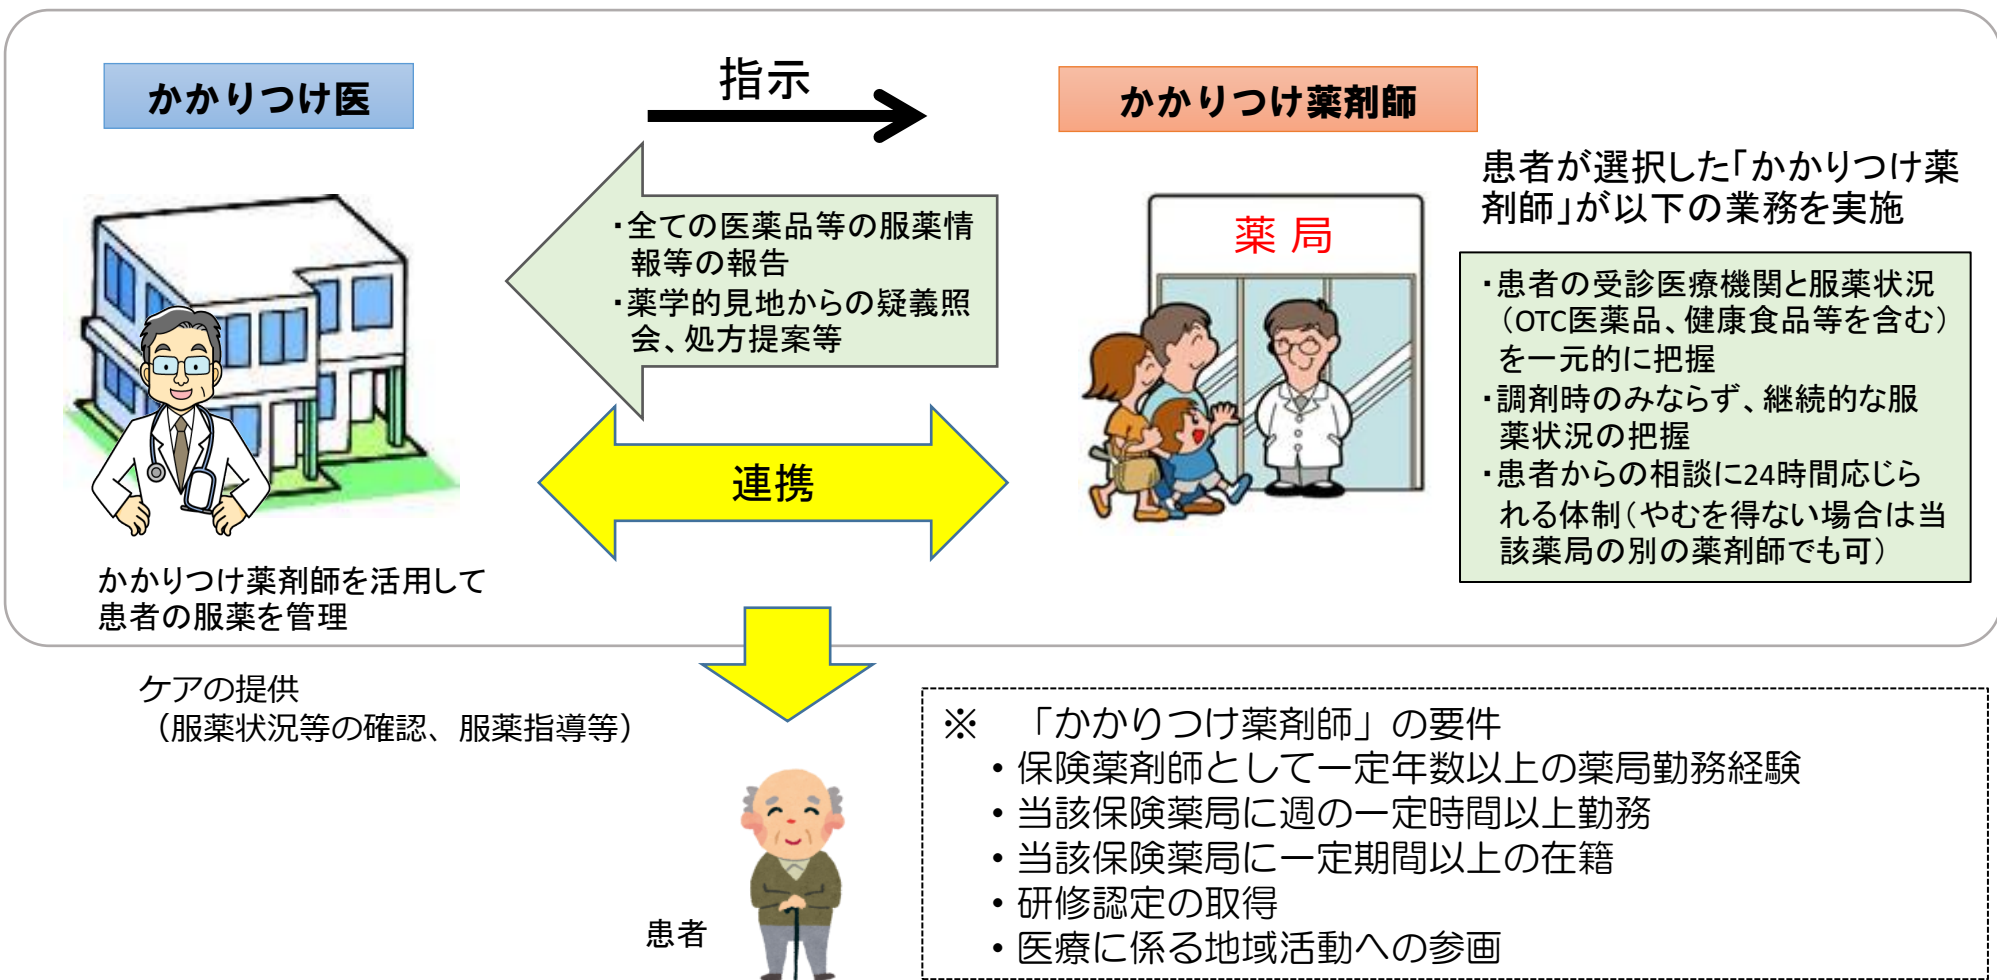 かかりつけ医
指示
かかりつけ薬剤師
・全ての医薬品等の服薬情
報等の報告
・薬学的見地からの疑義照
会、処方提案等
連携
かかりつけ薬剤師を活用して
患者の服薬を管理
薬 局
患者が選択した「かかりつけ薬
剤師」が以下の業務を実施
・患者の受診医療機関と服薬状況
（OTC医薬品、健康食品等を含む）
を一元的に把握
・調剤時のみならず、継続的な服
薬状況の把握
・患者からの相談に24時間応じら
れる体制（やむを得ない場合は当
該薬局の別の薬剤師でも可）
ケアの提供
（服薬状況等の確認、服薬指導等）
患者
※　「かかりつけ薬剤師」の要件
・保険薬剤師として一定年数以上の薬局勤務経験
・当該保険薬局に週の一定時間以上勤務
・当該保険薬局に一定期間以上の在籍
・研修認定の取得
・医療に係る地域活動への参画